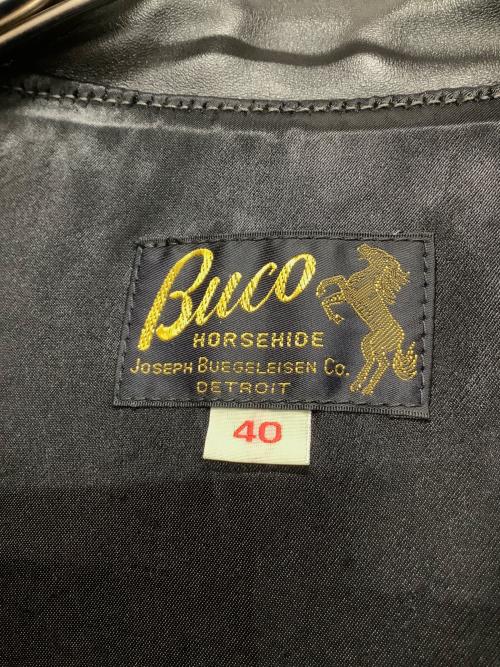 Buco
HORSEHIDE
JOSEPH BUEGELEISEN CO.
DETROIT
40